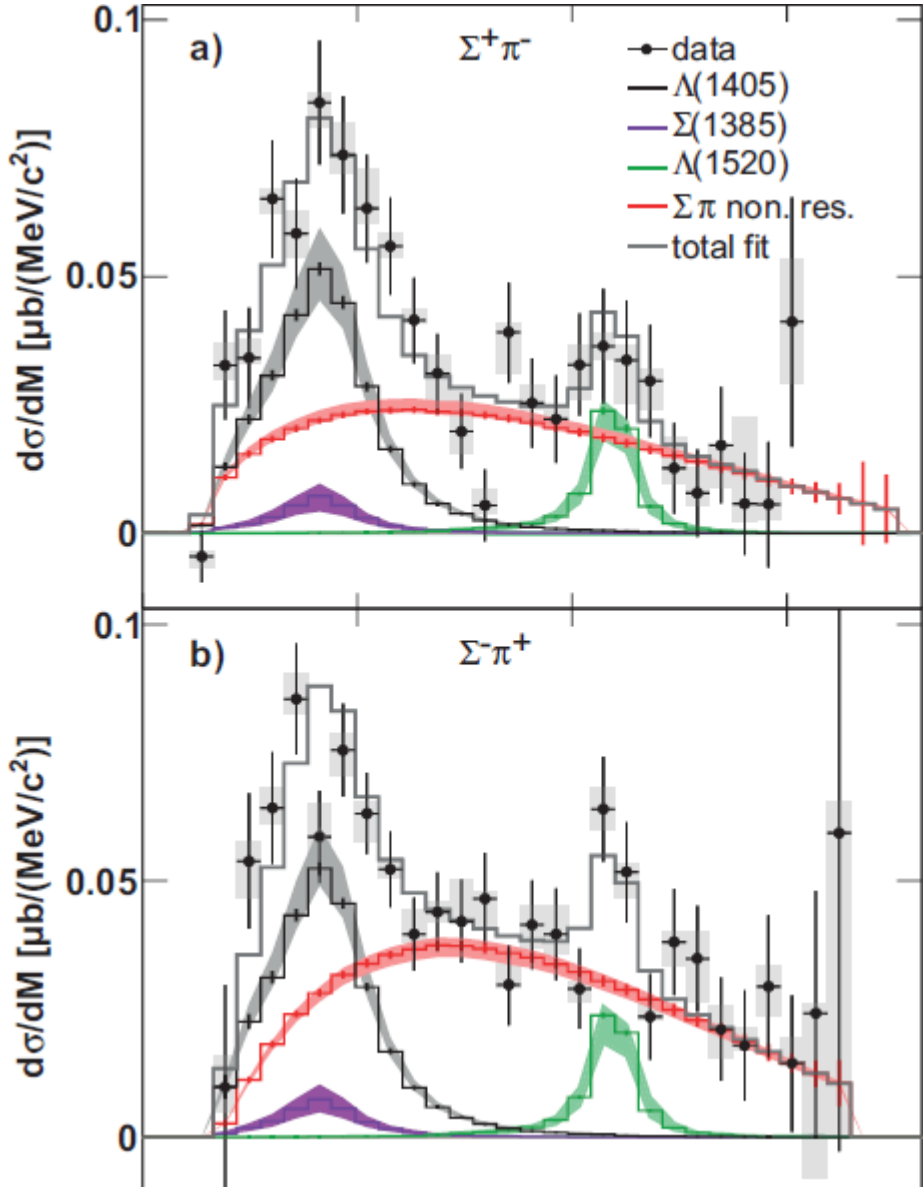 0.1
a)
Σ⁺π⁻
data
Λ(1405)
Σ(1385)
Λ(1520)
Σπ non. res.
total fit
dσ/dM [μb/(MeV/c²)]
0.05
0
0.1
b)
Σ⁻π⁺
dσ/dM [μb/(MeV/c²)]
0.05
0